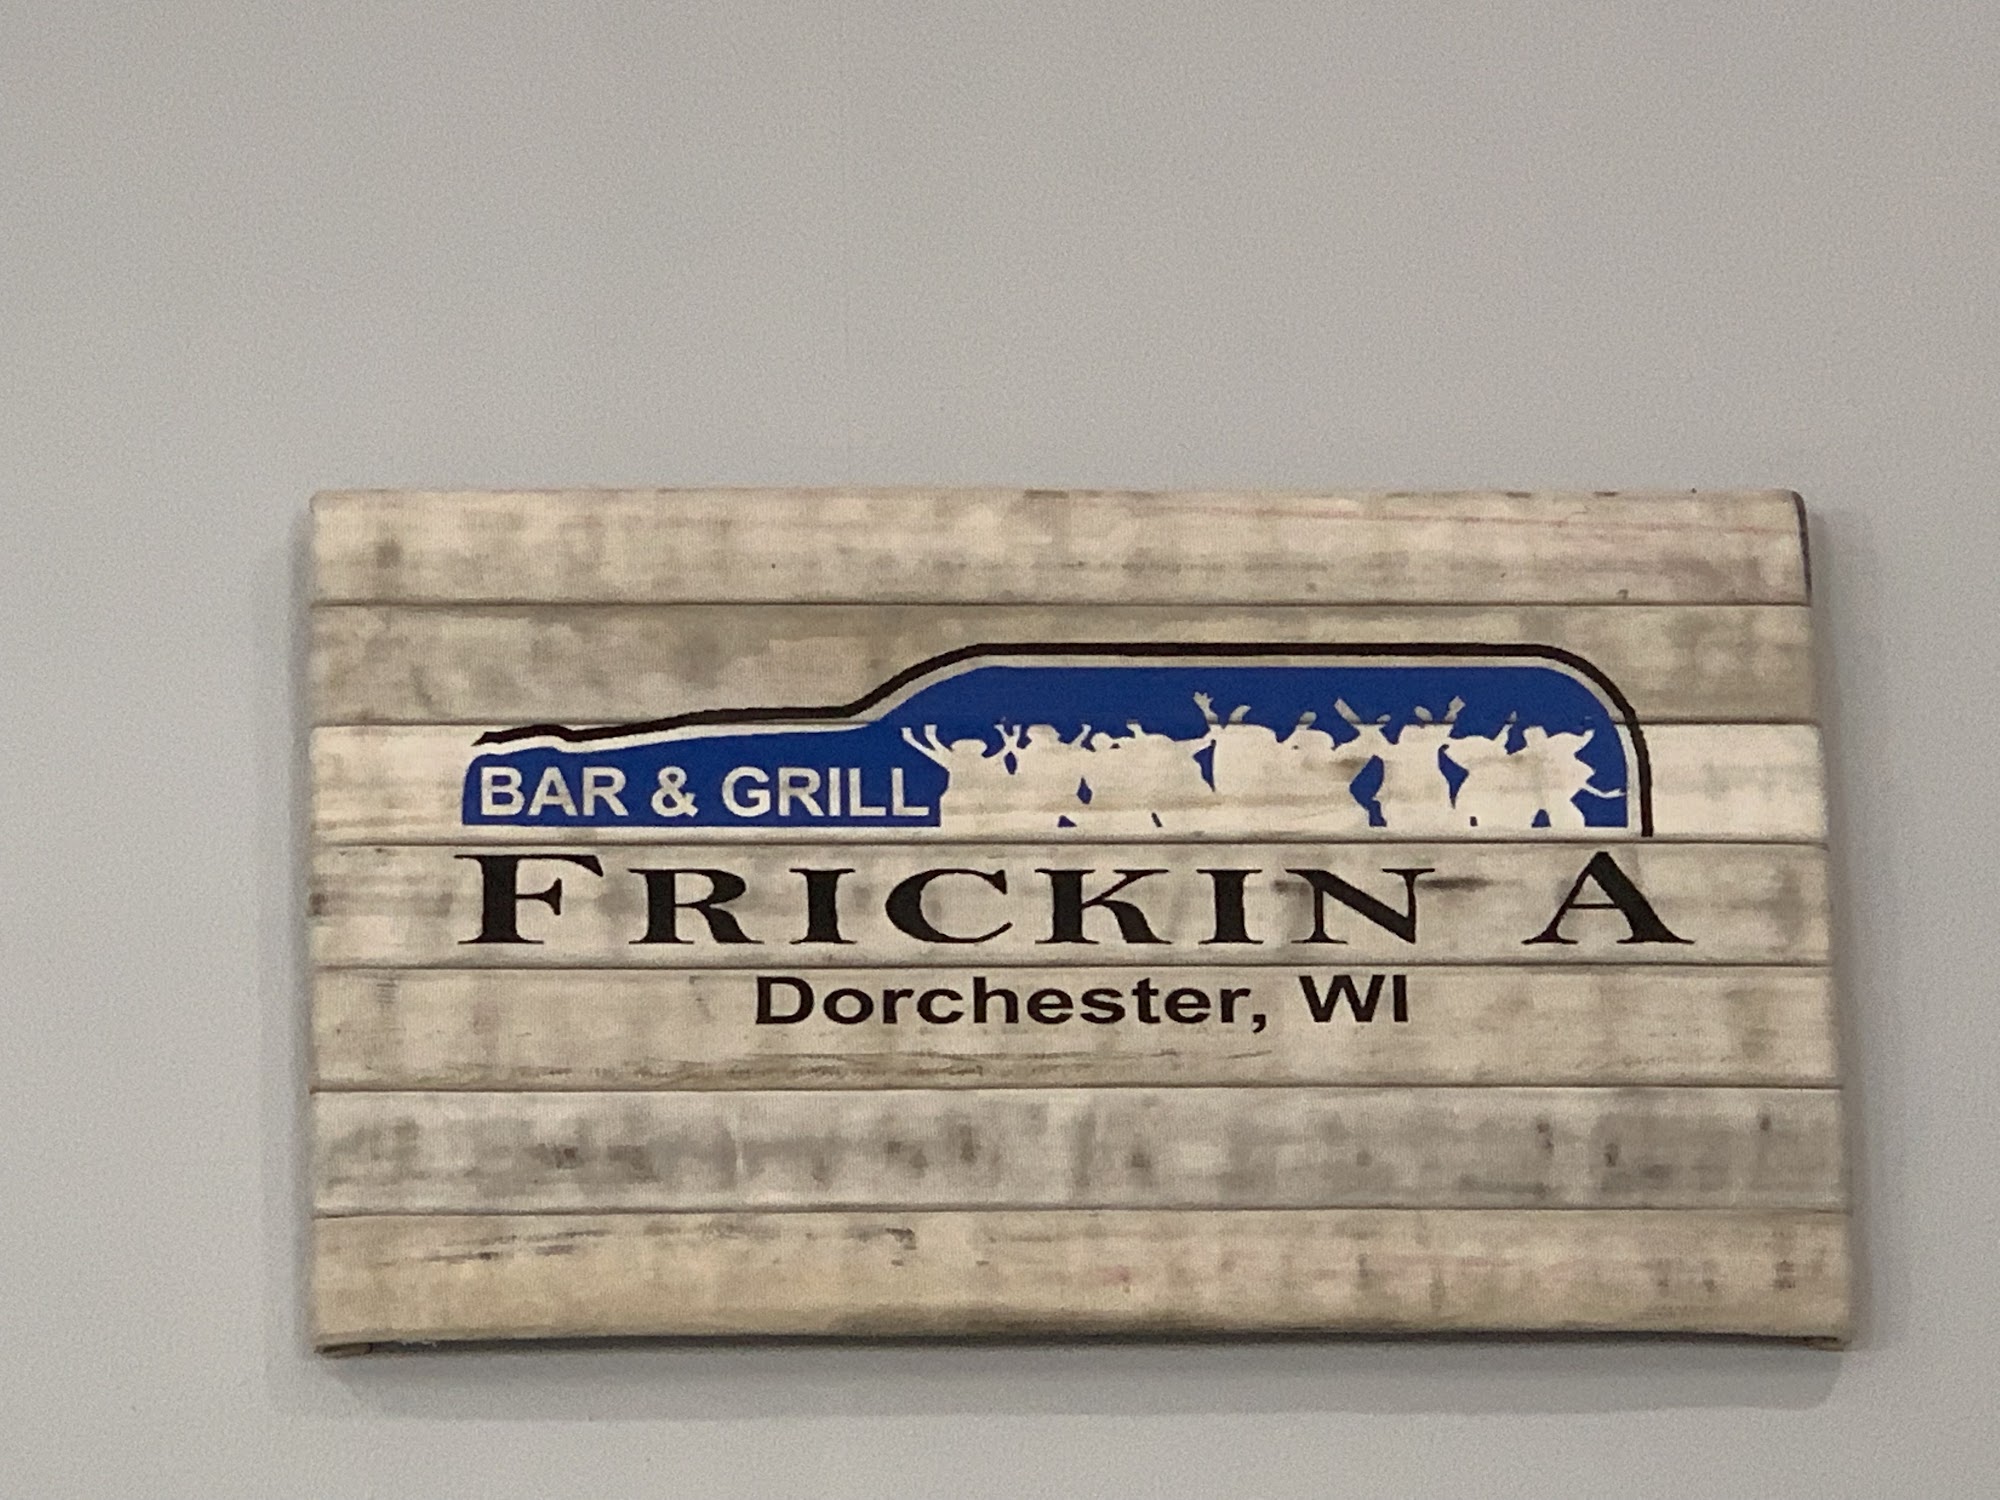 BAR & GRILL
FRICKIN A
Dorchester, WI